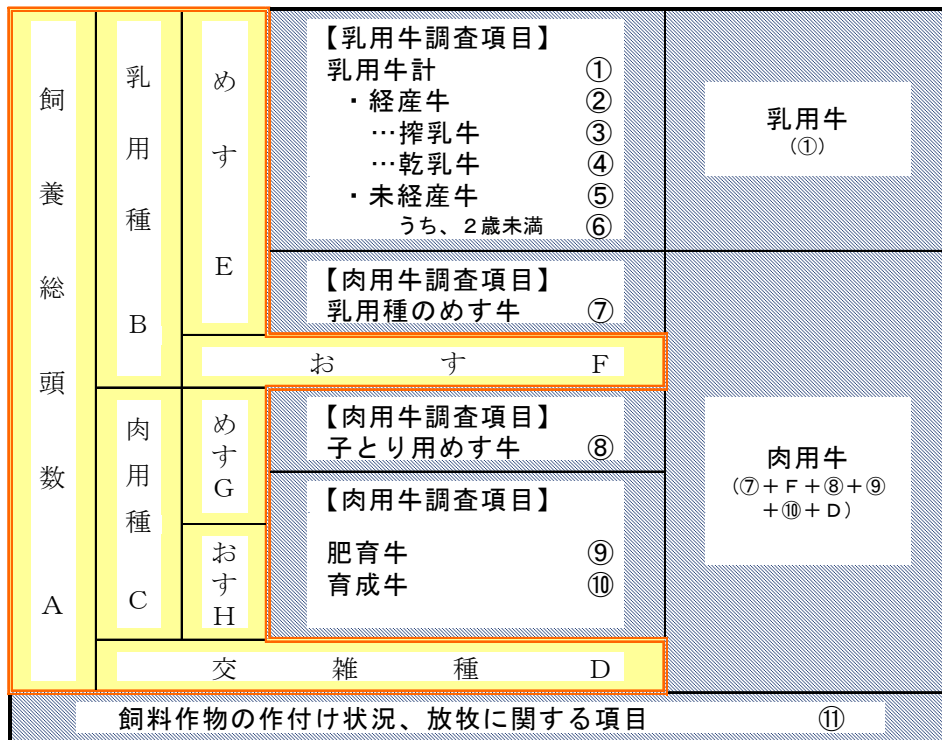 飼養総頭数 A
乳用種 B
めす E
【乳用牛調査項目】
乳用牛計 ①
・経産牛 ②
…搾乳牛 ③
…乾乳牛 ④
・未経産牛 ⑤
うち、２歳未満 ⑥
乳用牛
（①）
【肉用牛調査項目】
乳用種のめす牛 ⑦
おす F
肉用種 C
めす G
【肉用牛調査項目】
子とり用めす牛 ⑧
おす H
【肉用牛調査項目】
肥育牛 ⑨
育成牛 ⑩
肉用牛
（⑦＋Ｆ＋⑧＋⑨
＋⑩＋Ｄ）
交雑種 D
飼料作物の作付け状況、放牧に関する項目 ⑪